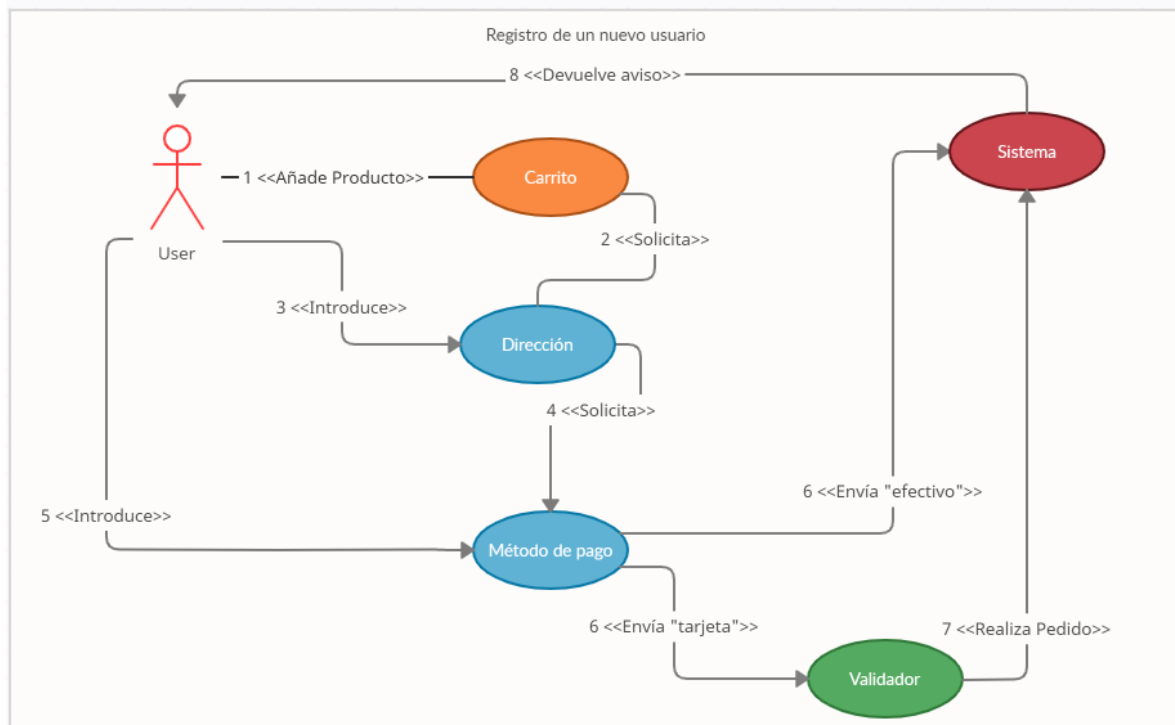 Registro de un nuevo usuario
8 <<Devuelve aviso>>
Sistema
1 <<Añade Producto>>
Carrito
2 <<Solicita>>
User
3 <<Introduce>>
Dirección
4 <<Solicita>>
6 <<Envía "efectivo">>
5 <<Introduce>>
Método de pago
6 <<Envía "tarjeta">>
7 <<Realiza Pedido>>
Validador